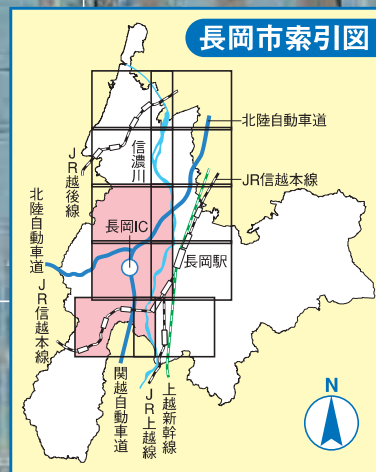 長岡市索引図
北陸自動車道
信濃川
JR越後線
JR信越本線
北陸自動車道
長岡IC
長岡駅
JR信越本線
関越自動車道
JR上越線
上越新幹線
N